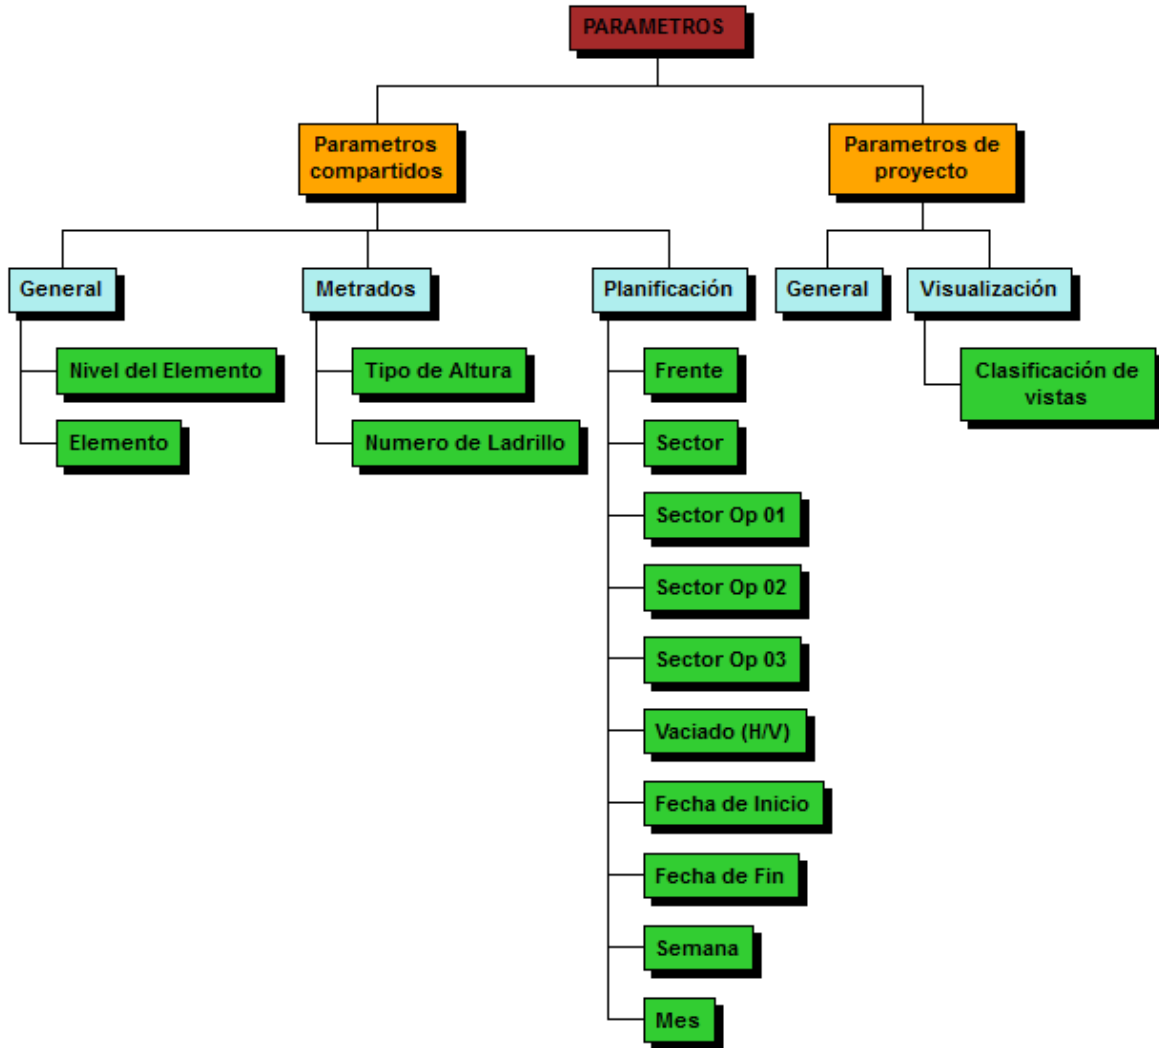 PARAMETROS
Parametros
compartidos
Parametros de
proyecto
General
Metrados
Planificación
General
Visualización
Nivel del Elemento
Elemento
Tipo de Altura
Numero de Ladrillo
Frente
Sector
Sector Op 01
Sector Op 02
Sector Op 03
Vaciado (H/V)
Fecha de Inicio
Fecha de Fin
Semana
Mes
Clasificación de
vistas